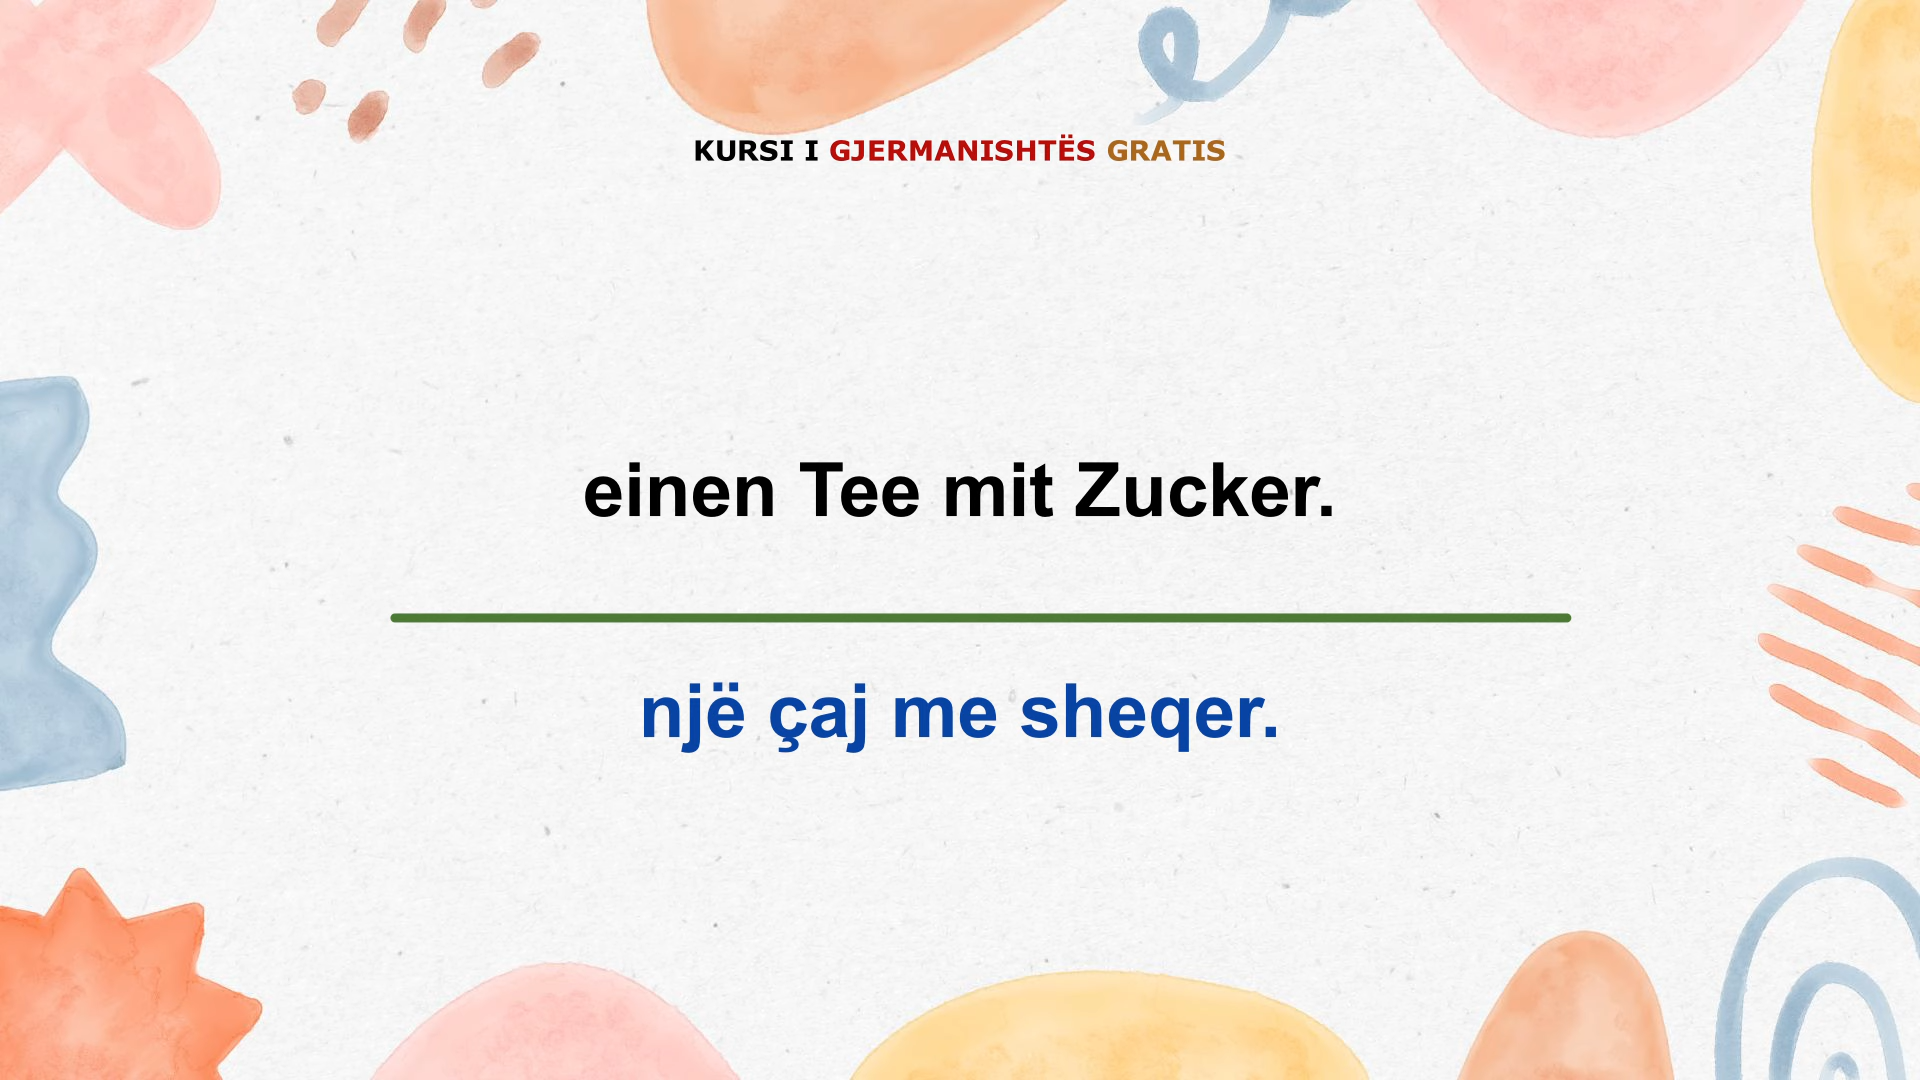 KURSI I GJERMANISHTËS GRATIS
einen Tee mit Zucker.
një çaj me sheqer.